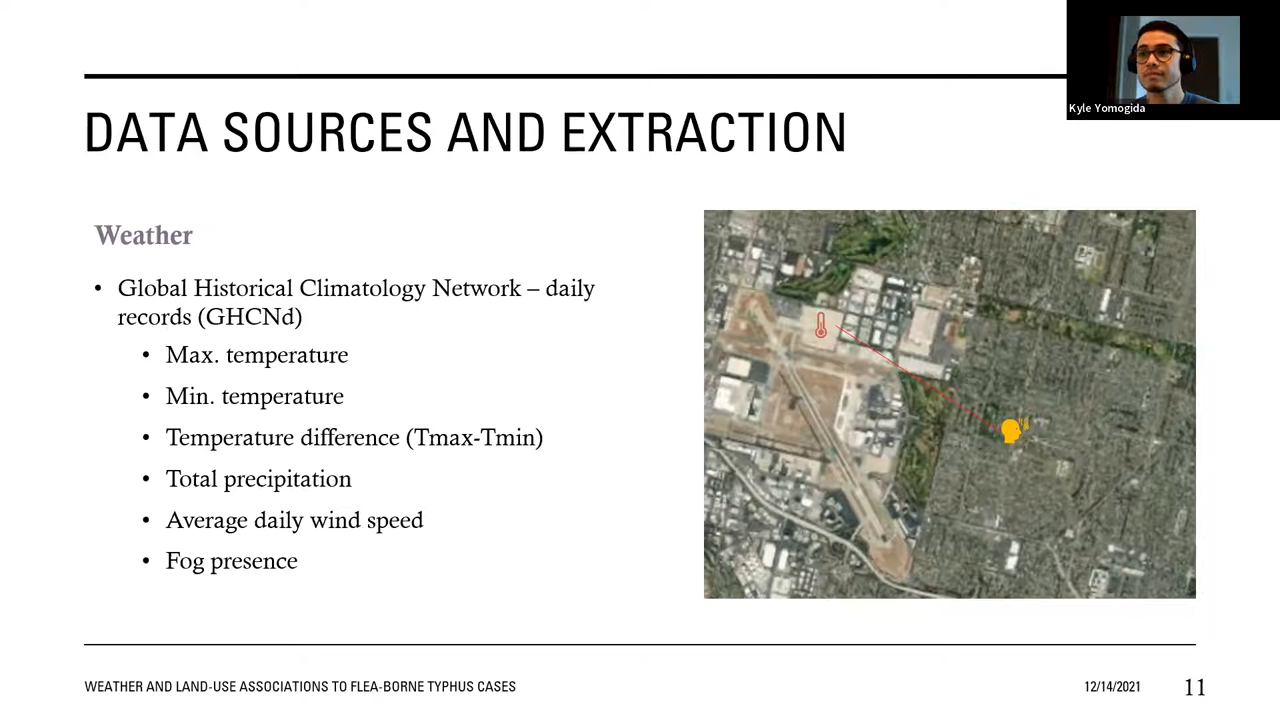 Kyle Yomogida
DATA SOURCES AND EXTRACTION
Weather
• Global Historical Climatology Network – daily
records (GHCNd)
• Max. temperature
• Min. temperature
• Temperature difference (Tmax-Tmin)
• Total precipitation
• Average daily wind speed
• Fog presence
WEATHER AND LAND-USE ASSOCIATIONS TO FLEA-BORNE TYPHUS CASES
12/14/2021
11